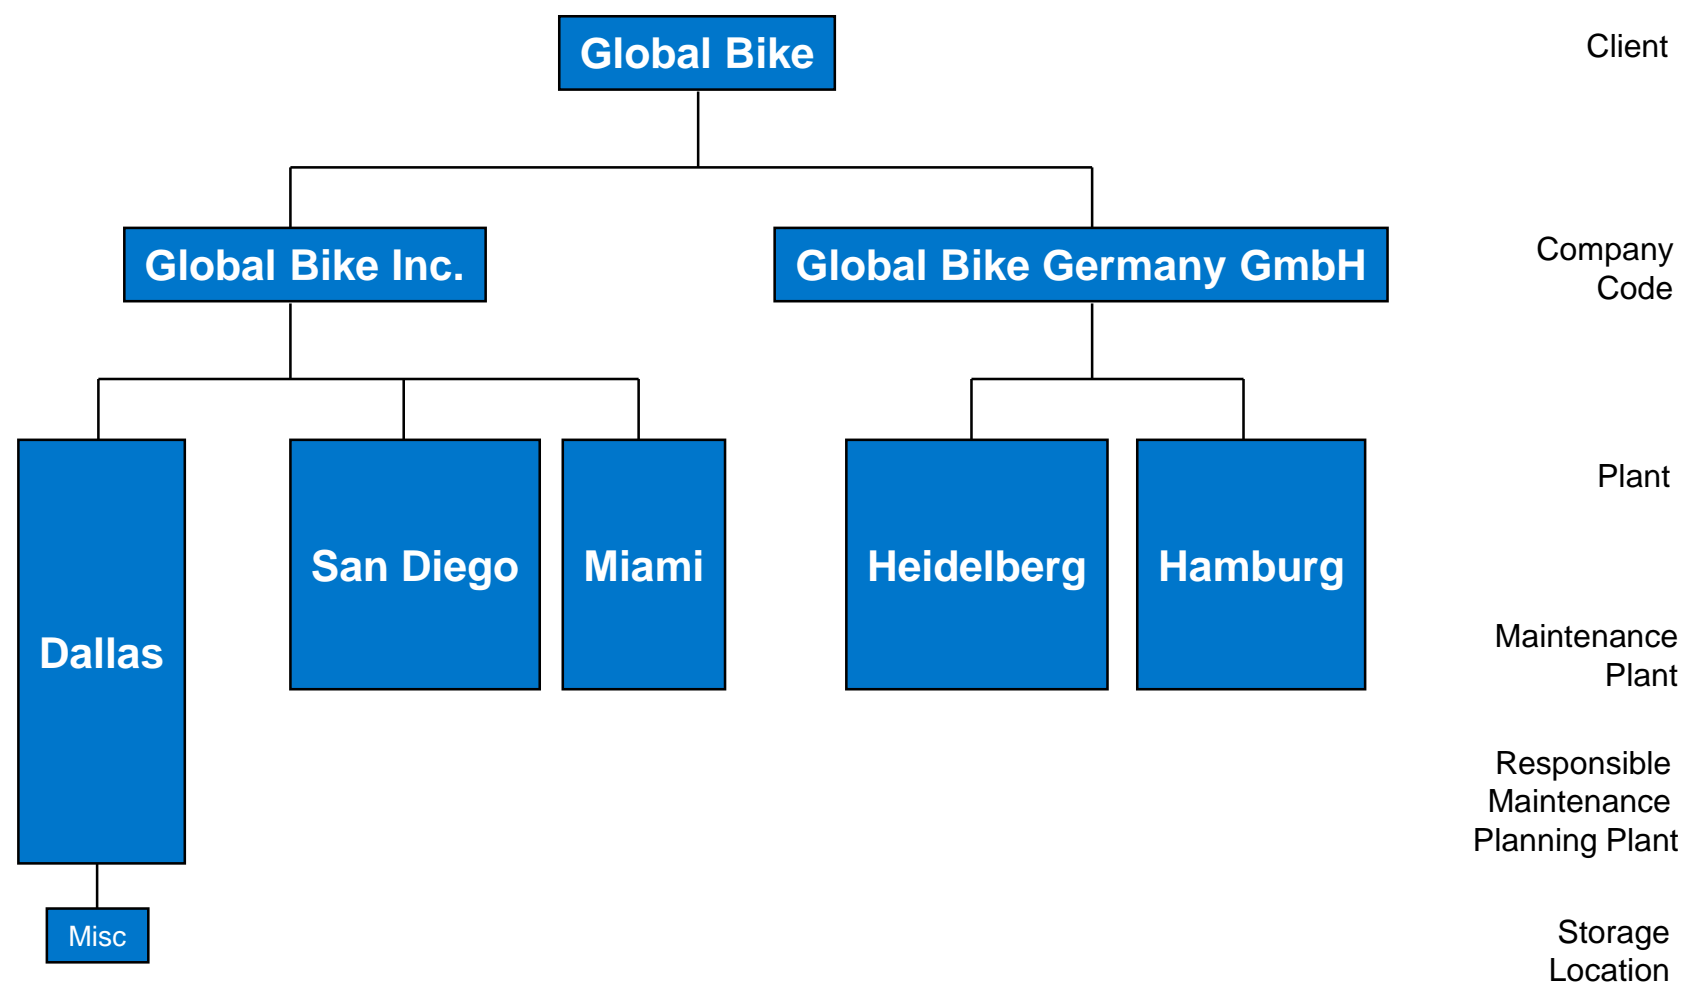 Global Bike
Client
Global Bike Inc.
Global Bike Germany GmbH
Company
Code
Plant
San Diego
Miami
Heidelberg
Hamburg
Dallas
Maintenance
Plant
Responsible
Maintenance
Planning Plant
Misc
Storage
Location